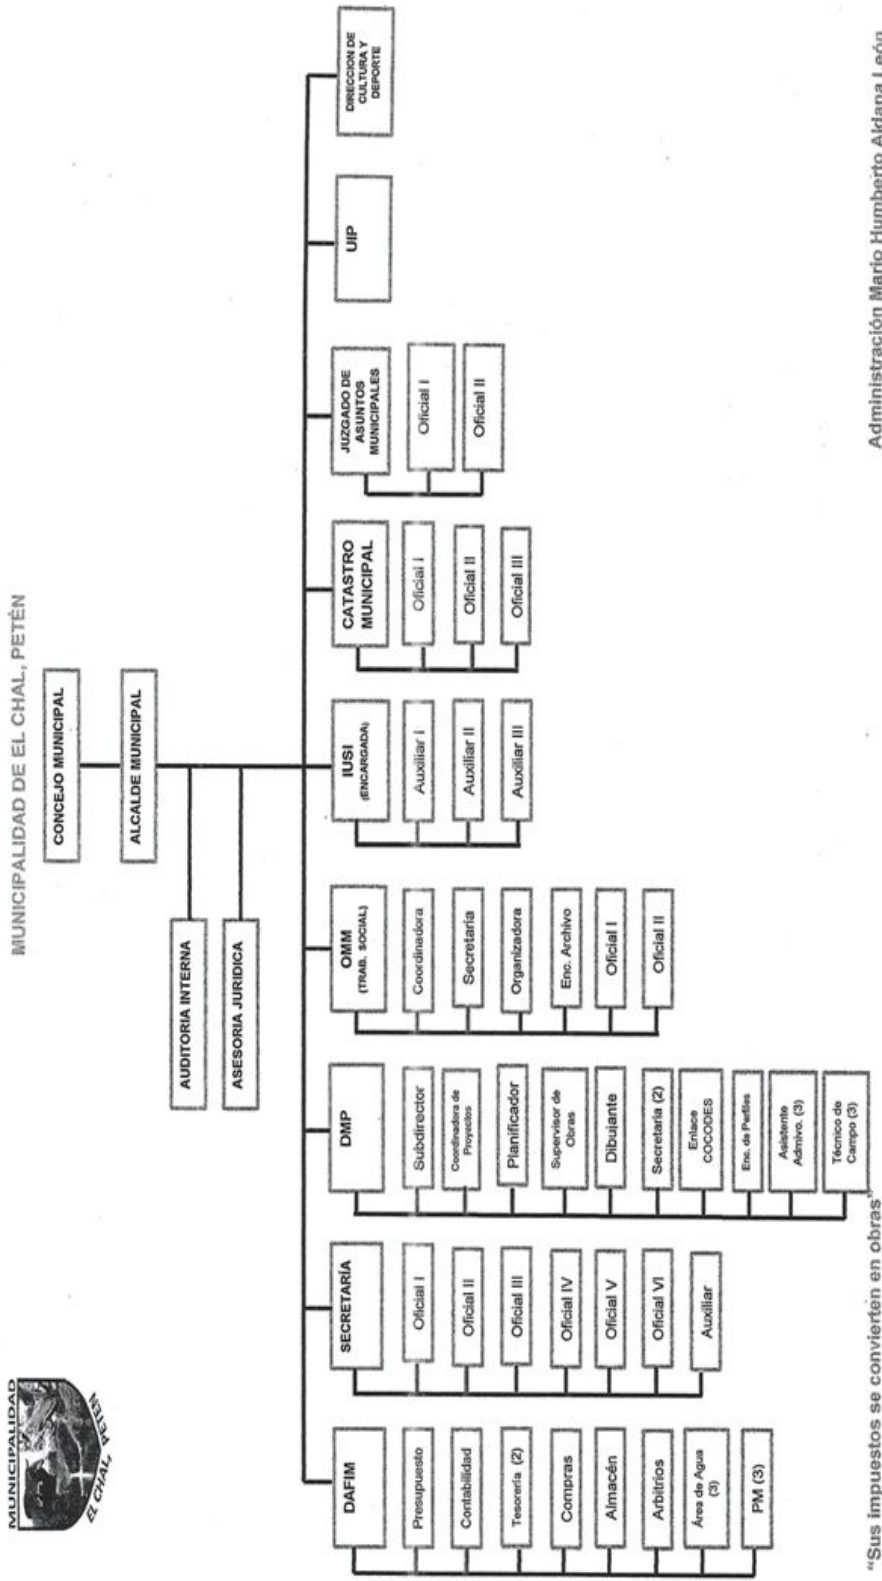 MUNICIPALIDAD
EL CHAL, PETEN
MUNICIPALIDAD DE EL CHAL, PETÉN
CONCEJO MUNICIPAL
ALCALDE MUNICIPAL
AUDITORIA INTERNA
ASESORIA JURIDICA
DAFIM
Presupuesto
Contabilidad
Tesorería (2)
Compras
Almacén
Arbitrios
Área de Agua
(3)
PM (3)
SECRETARÍA
Oficial I
Oficial II
Oficial III
Oficial IV
Oficial V
Oficial VI
Auxiliar
DMP
Subdirector
Coordinadora de
Proyectos
Planificador
Supervisor de
Obras
Dibujante
Secretaria (2)
Enlace
COCODES
Enc. de Perfiles
Asistente
Admivo. (3)
Técnico de
Campo (3)
OMM
(TRAB. SOCIAL)
Coordinadora
Secretaria
Organizadora
Enc. Archivo
Oficial I
Oficial II
IUSI
(ENCARGADA)
Auxiliar I
Auxiliar II
Auxiliar III
CATASTRO
MUNICIPAL
Oficial I
Oficial II
Oficial III
JUZGADO DE
ASUNTOS
MUNICIPALES
Oficial I
Oficial II
UIP
DIRECCION DE
CULTURA Y
DEPORTE
"Sus impuestos se convierten en obras"
Administración Mario Humberto Aldana León